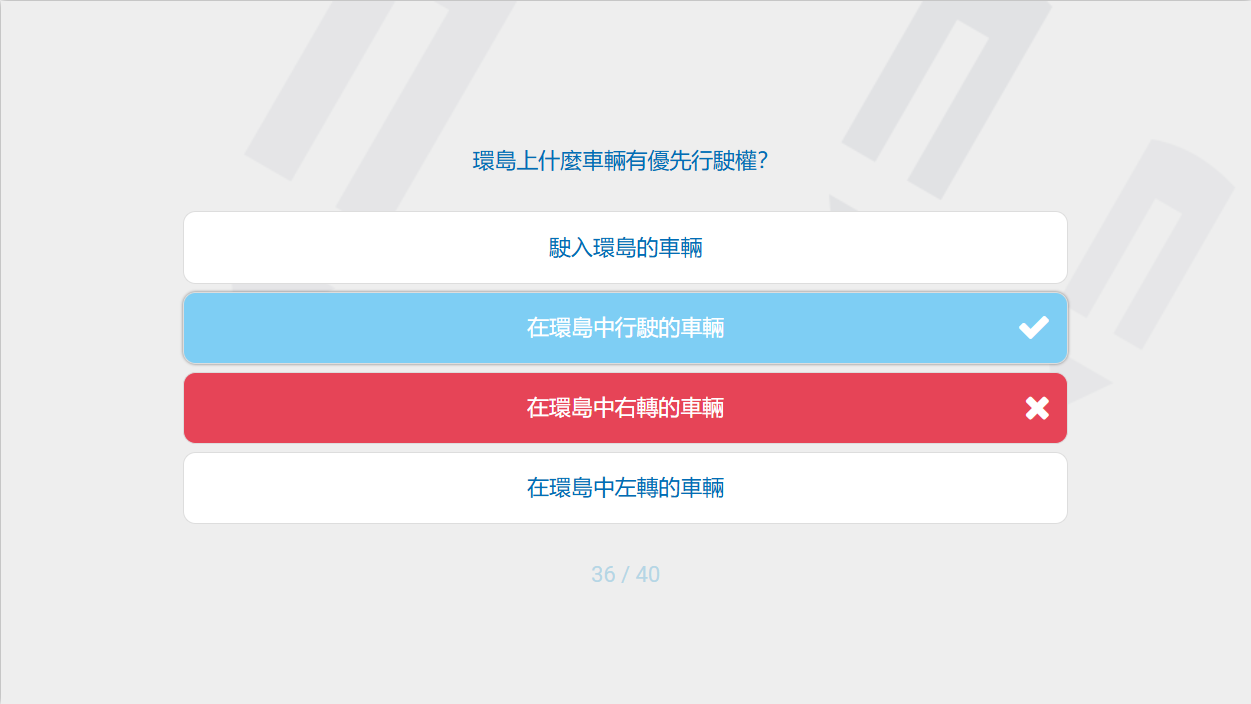 環島上什麼車輛有優先行駛權?
駛入環島的車輛
在環島中行駛的車輛
在環島中右轉的車輛
在環島中左轉的車輛
36 / 40